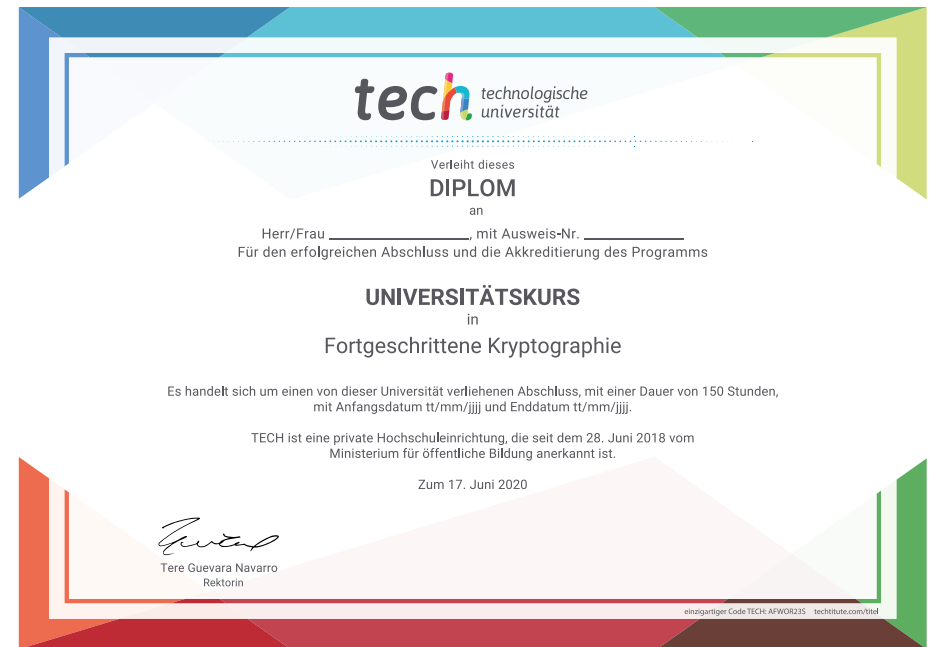 tech technologische
universität
Verleiht dieses
DIPLOM
an
Herr/Frau ____________________, mit Ausweis-Nr. ______________
Für den erfolgreichen Abschluss und die Akkreditierung des Programms
UNIVERSITÄTSKURS
in
Fortgeschrittene Kryptographie
Es handelt sich um einen von dieser Universität verliehenen Abschluss, mit einer Dauer von 150 Stunden,
mit Anfangsdatum tt/mm/jjjj und Enddatum tt/mm/jjjj.
TECH ist eine private Hochschuleinrichtung, die seit dem 28. Juni 2018 vom
Ministerium für öffentliche Bildung anerkannt ist.
Zum 17. Juni 2020
Tere Guevara Navarro
Rektorin
einzigartiger Code TECH: AFWOR23S techtitute.com/titel